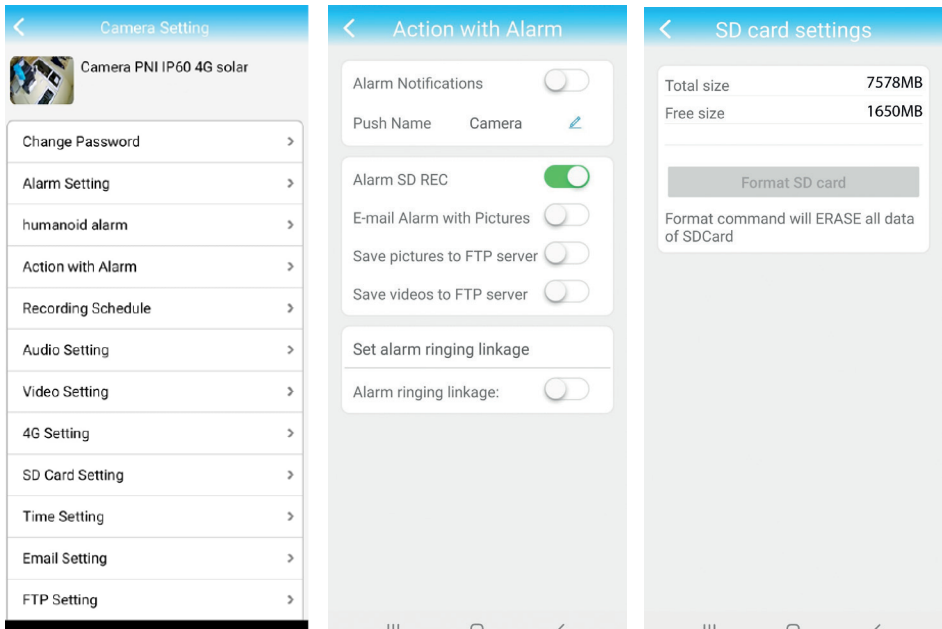 Camera Setting
Camera PNI IP60 4G solar
Change Password
Alarm Setting
humanoid alarm
Action with Alarm
Recording Schedule
Audio Setting
Video Setting
4G Setting
SD Card Setting
Time Setting
Email Setting
FTP Setting
Action with Alarm
Alarm Notifications
Push Name Camera
Alarm SD REC
E-mail Alarm with Pictures
Save pictures to FTP server
Save videos to FTP server
Set alarm ringing linkage
Alarm ringing linkage:
SD card settings
Total size 7578MB
Free size 1650MB
Format SD card
Format command will ERASE all data
of SDCard